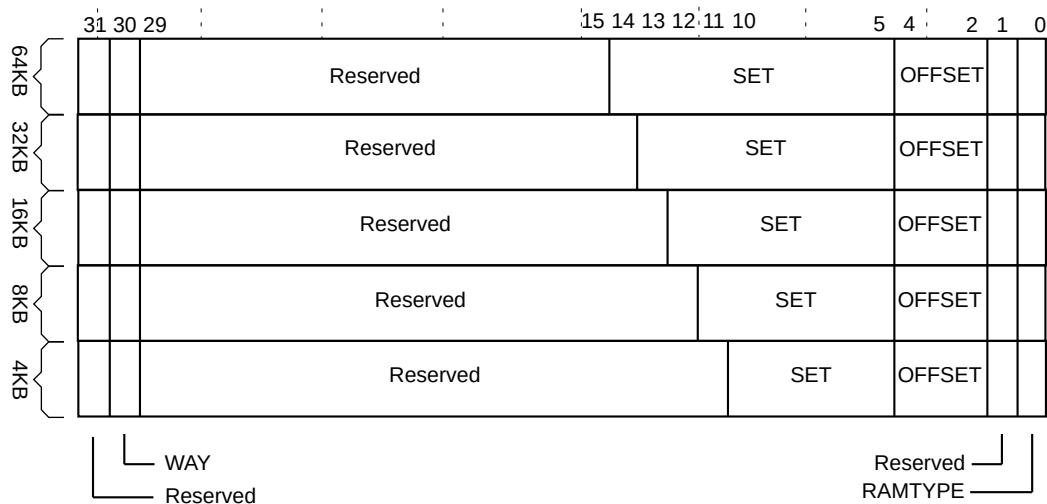 31 30 29 15 14 13 12 11 10 5 4 2 1 0
64KB Reserved SET OFFSET
32KB Reserved SET OFFSET
16KB Reserved SET OFFSET
8KB Reserved SET OFFSET
4KB Reserved SET OFFSET
WAY Reserved
Reserved RAMTYPE